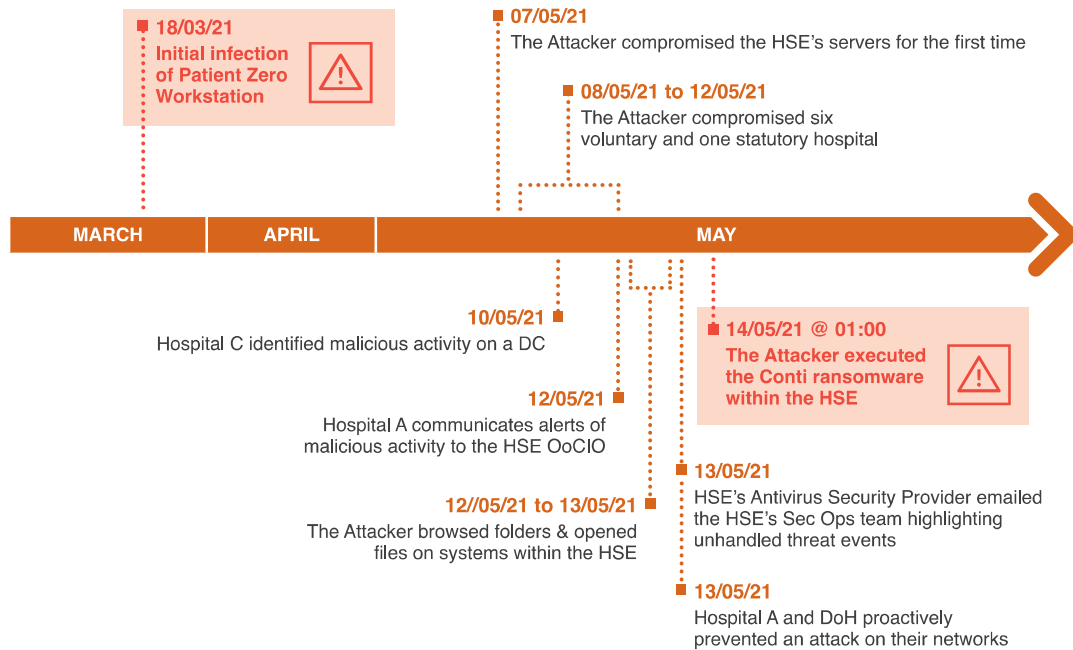 18/03/21
Initial infection
of Patient Zero
Workstation
07/05/21
The Attacker compromised the HSE's servers for the first time
08/05/21 to 12/05/21
The Attacker compromised six
voluntary and one statutory hospital
MARCH
APRIL
MAY
10/05/21
Hospital C identified malicious activity on a DC
12/05/21
Hospital A communicates alerts of
malicious activity to the HSE OoCIO
12//05/21 to 13/05/21
The Attacker browsed folders & opened
files on systems within the HSE
14/05/21 @ 01:00
The Attacker executed
the Conti ransomware
within the HSE
13/05/21
HSE's Antivirus Security Provider emailed
the HSE's Sec Ops team highlighting
unhandled threat events
13/05/21
Hospital A and DoH proactively
prevented an attack on their networks